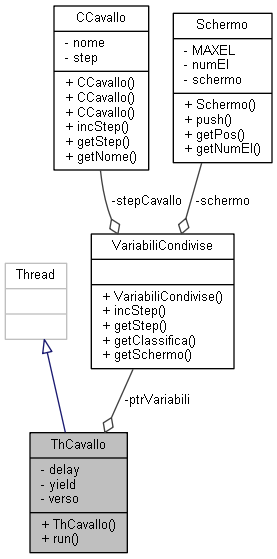 CCavallo
- nome
- step
+ CCavallo()
+ CCavallo()
+ CCavallo()
+ incStep()
+ getStep()
+ getNome()
Schermo
- MAXEL
- numEl
- schermo
+ Schermo()
+ push()
+ getPos()
+ getNumEl()
-stepCavallo
-schermo
VariabiliCondivise
+ VariabiliCondivise()
+ incStep()
+ getStep()
+ getClassifica()
+ getSchermo()
Thread
-ptrVariabili
ThCavallo
- delay
- yield
- verso
+ ThCavallo()
+ run()